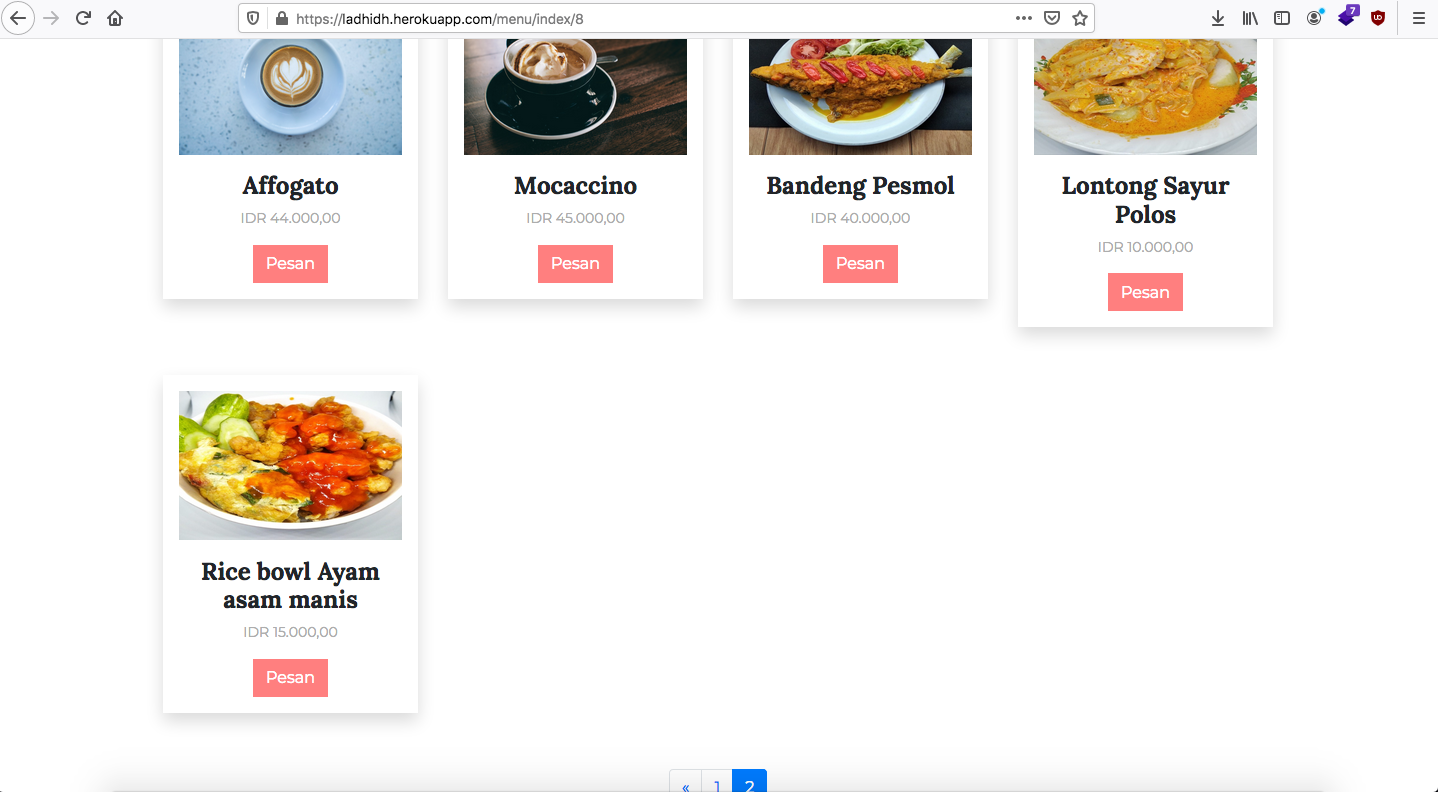 https://ladhidh.herokuapp.com/menu/index/8
7
Affogato
IDR 44.000,00
Pesan
Mocaccino
IDR 45.000,00
Pesan
Bandeng Pesmol
IDR 40.000,00
Pesan
Lontong Sayur
Polos
IDR 10.000,00
Pesan
Rice bowl Ayam
asam manis
IDR 15.000,00
Pesan
« 1 2